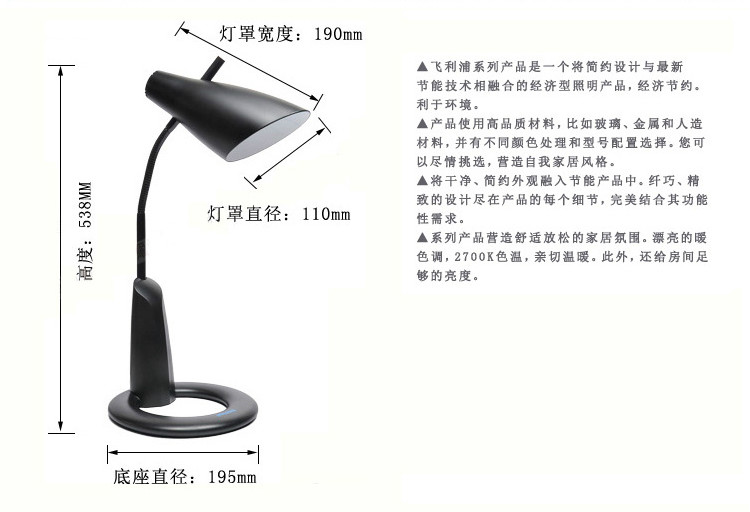 灯罩宽度：190mm
高度：538MM
灯罩直径：110mm
底座直径：195mm
▲飞利浦系列产品是一个将简约设计与最新
节能技术相融合的经济型照明产品，经济节约。
利于环境。
▲产品使用高品质材料，比如玻璃、金属和人造
材料，并有不同颜色处理和型号配置选择。您可
以尽情挑选，营造自我家居风格。
▲将干净、简约外观融入节能产品中。纤巧、精
致的设计尽在产品的每个细节，完美结合其功能
性需求。
▲系列产品营造舒适放松的家居氛围。漂亮的暖
色调，2700K色温，亲切温暖。此外，还给房间足
够的亮度。